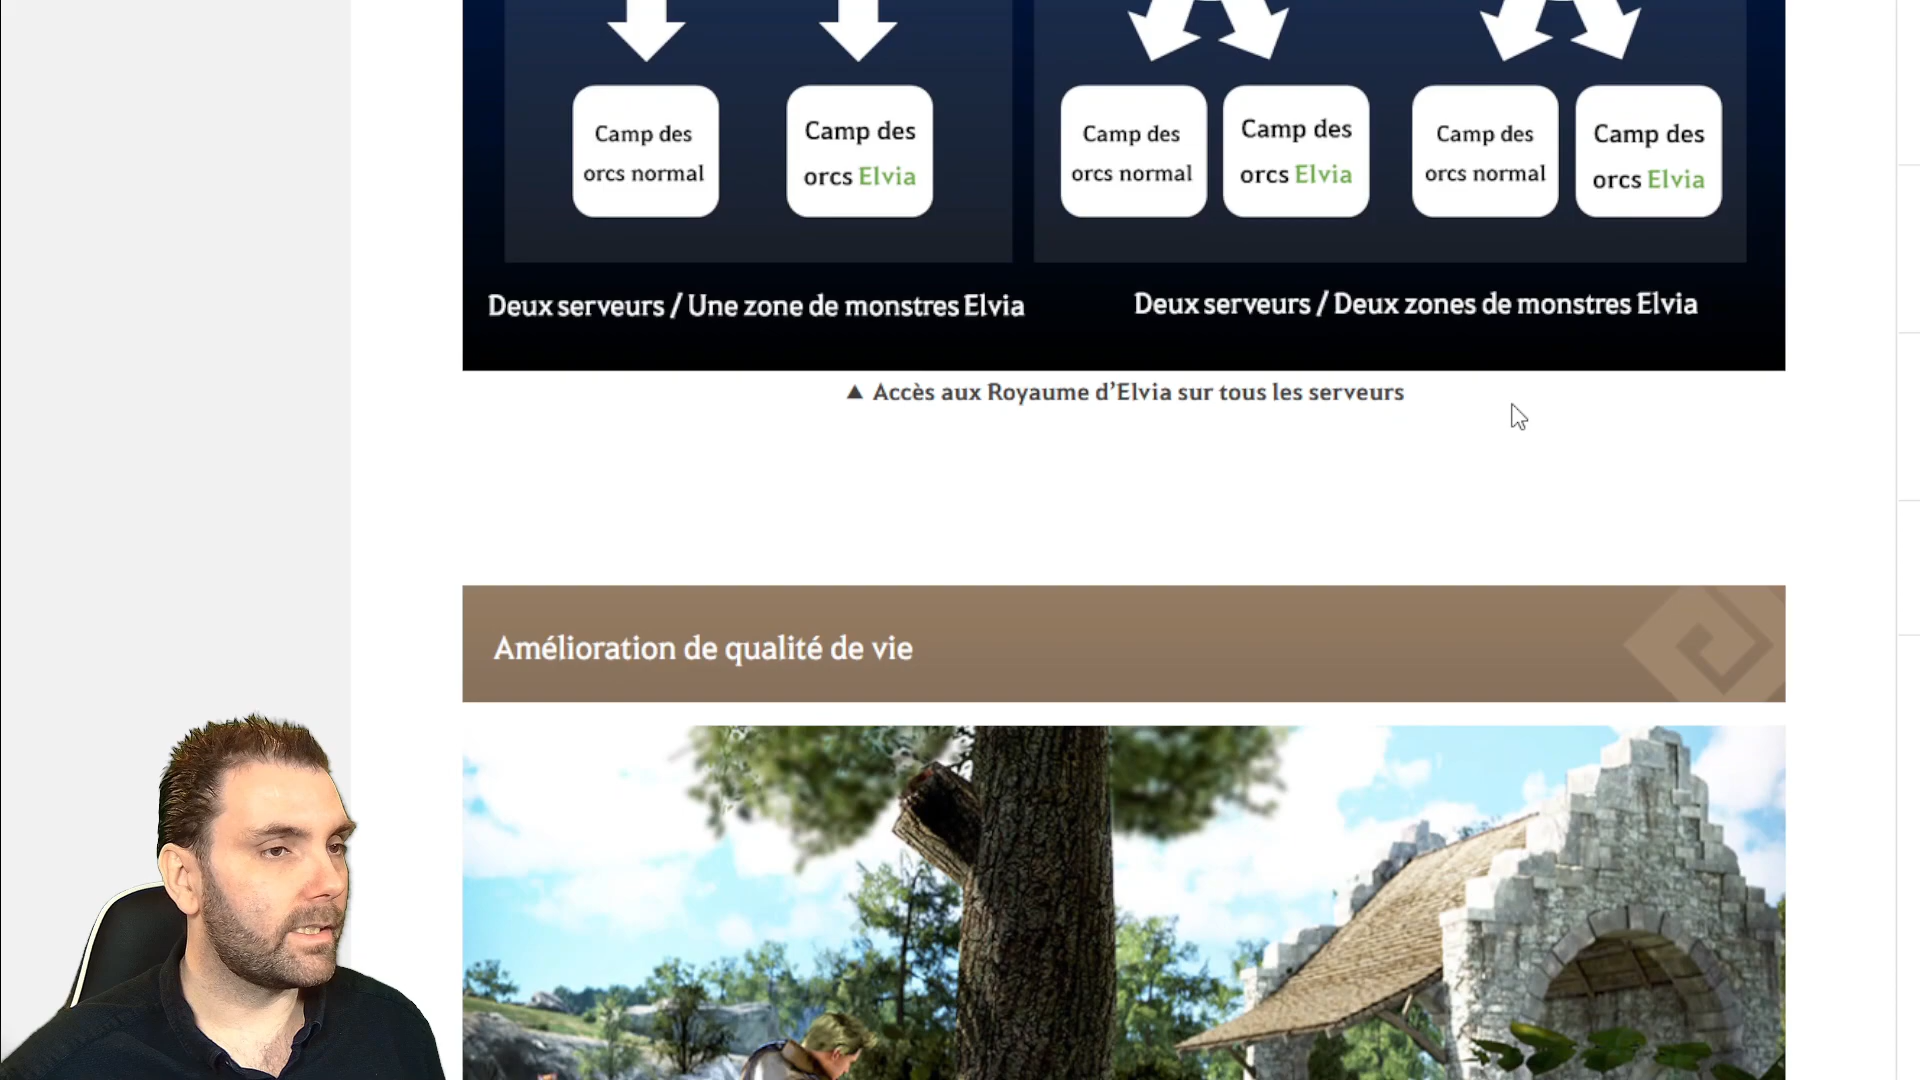 Camp des
orcs normal
Camp des
orcs Elvia
Camp des
orcs normal
Camp des
orcs Elvia
Camp des
orcs normal
Camp des
orcs Elvia
Deux serveurs / Une zone de monstres Elvia
Deux serveurs / Deux zones de monstres Elvia
▲ Accès aux Royaume d’Elvia sur tous les serveurs
Amélioration de qualité de vie